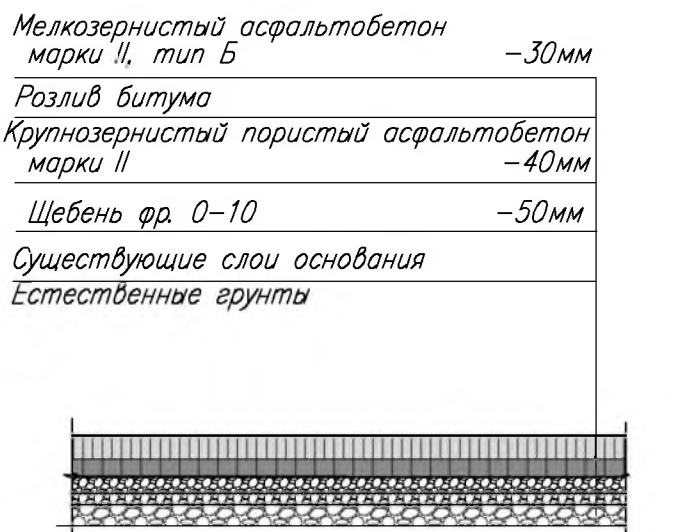 Мелкозернистый асфальтобетон
марки II, тип Б -30мм
Розлив битума
Крупнозернистый пористый асфальтобетон
марки II -40мм
Щебень фр. 0-10 -50мм
Существующие слои основания
Естественные грунты